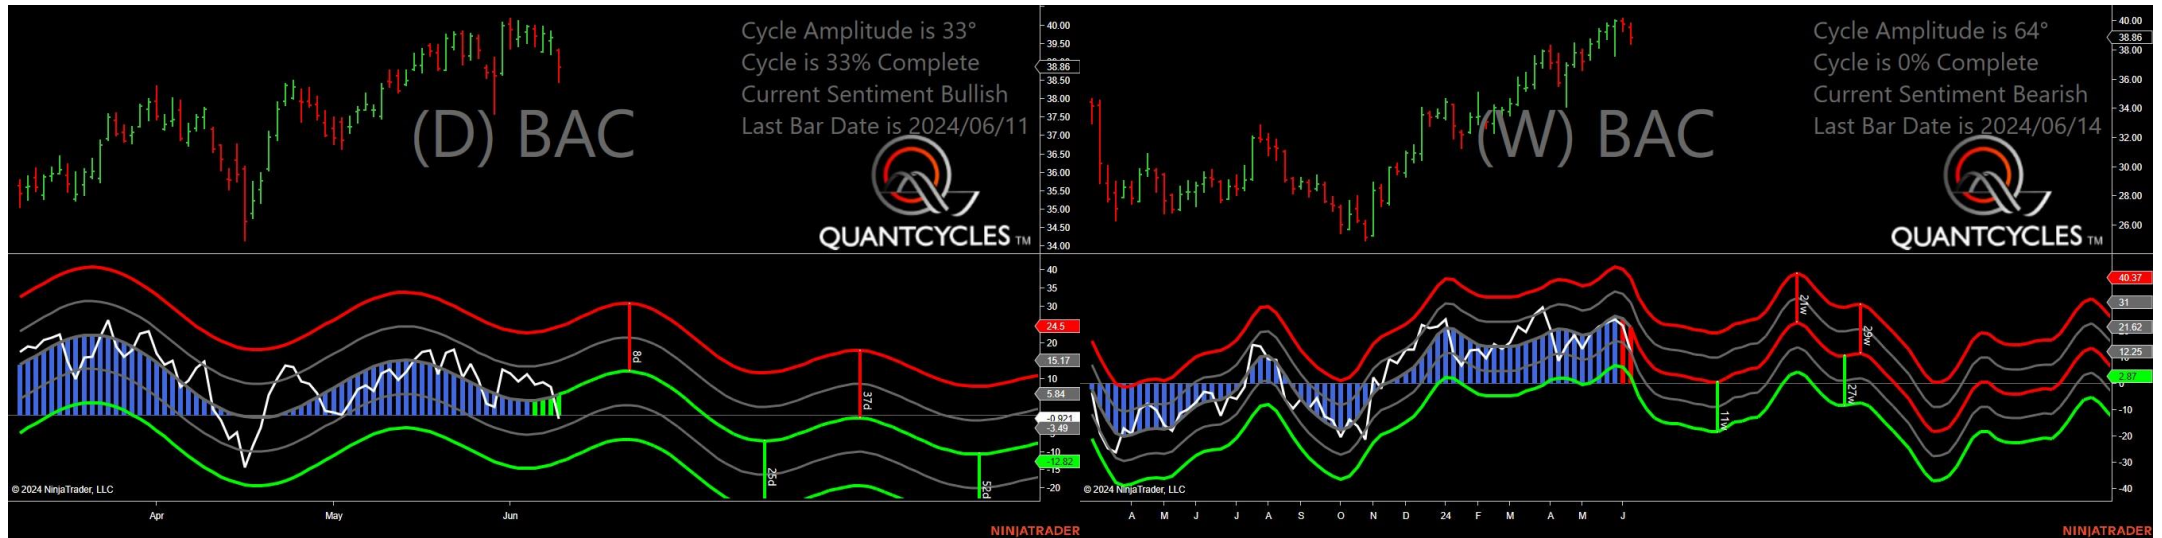 Cycle Amplitude is 33°
Cycle is 33% Complete
Current Sentiment Bullish
Last Bar Date is 2024/06/11
(D) BAC
QUANTCYCLES TM
40.00
39.50
38.86
38.50
38.00
37.50
37.00
36.50
36.00
35.50
35.00
34.50
34.00
40
35
30
24.5
20
15.17
10
5.84
-0.921
-3.49
-10
-12.82
-15
-20
8d
25d
37d
52d
© 2024 NinjaTrader, LLC
Apr May Jun
NINJATRADER
Cycle Amplitude is 64°
Cycle is 0% Complete
Current Sentiment Bearish
Last Bar Date is 2024/06/14
(W) BAC
QUANTCYCLES TM
40.00
38.86
38.00
36.00
34.00
32.00
30.00
28.00
26.00
40.37
31
21.62
12.25
2.87
-10
-20
-30
-40
11w
21w
27w
29w
© 2024 NinjaTrader, LLC
A M J J A S O N D 24 F M A M J
NINJATRADER